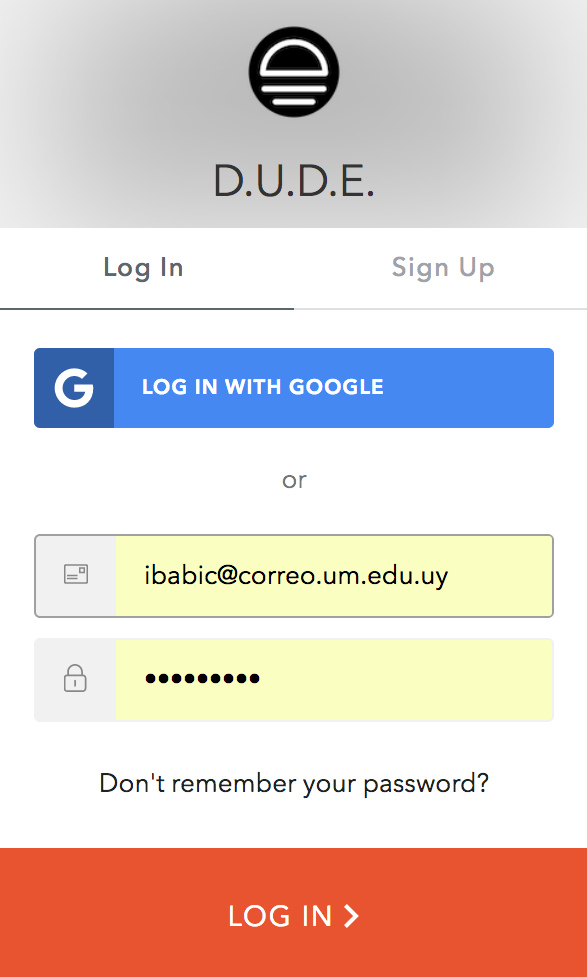 D.U.D.E.
Log In
Sign Up
G
LOG IN WITH GOOGLE
or
ibabic@correo.um.edu.uy
•••••••••
Don't remember your password?
LOG IN >